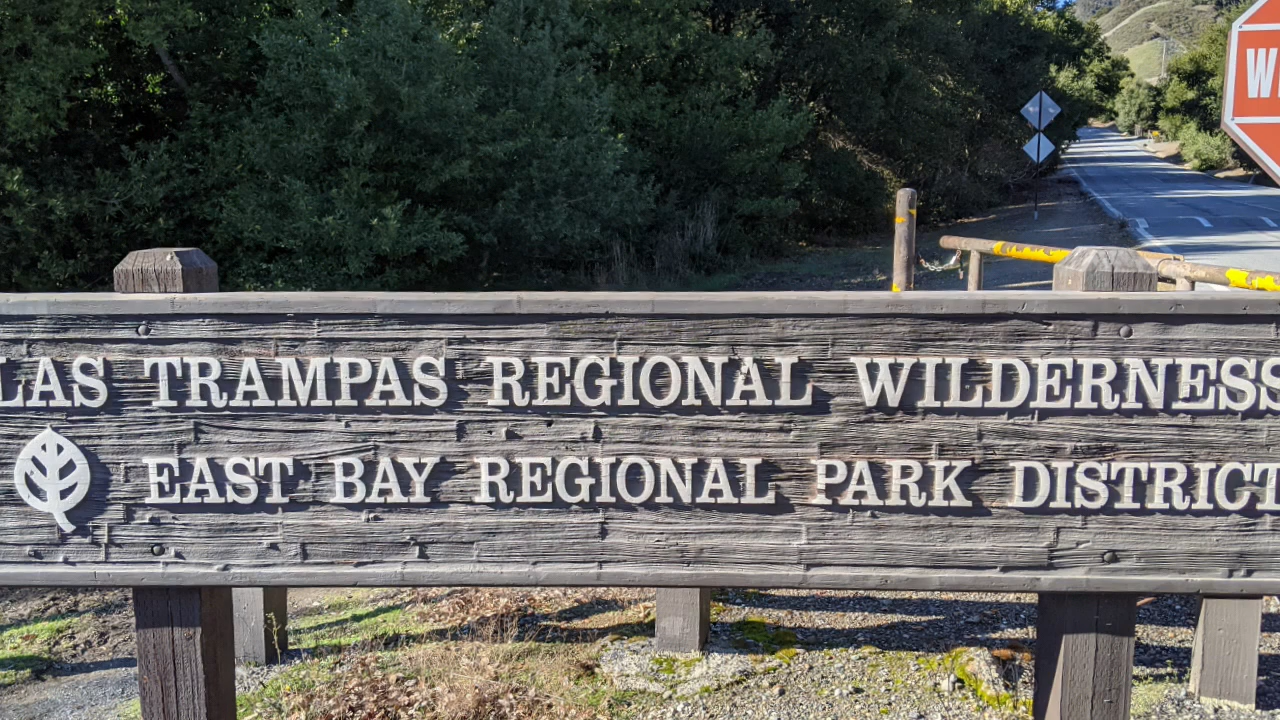 LAS TRAMPAS REGIONAL WILDERNESS
EAST BAY REGIONAL PARK DISTRICT